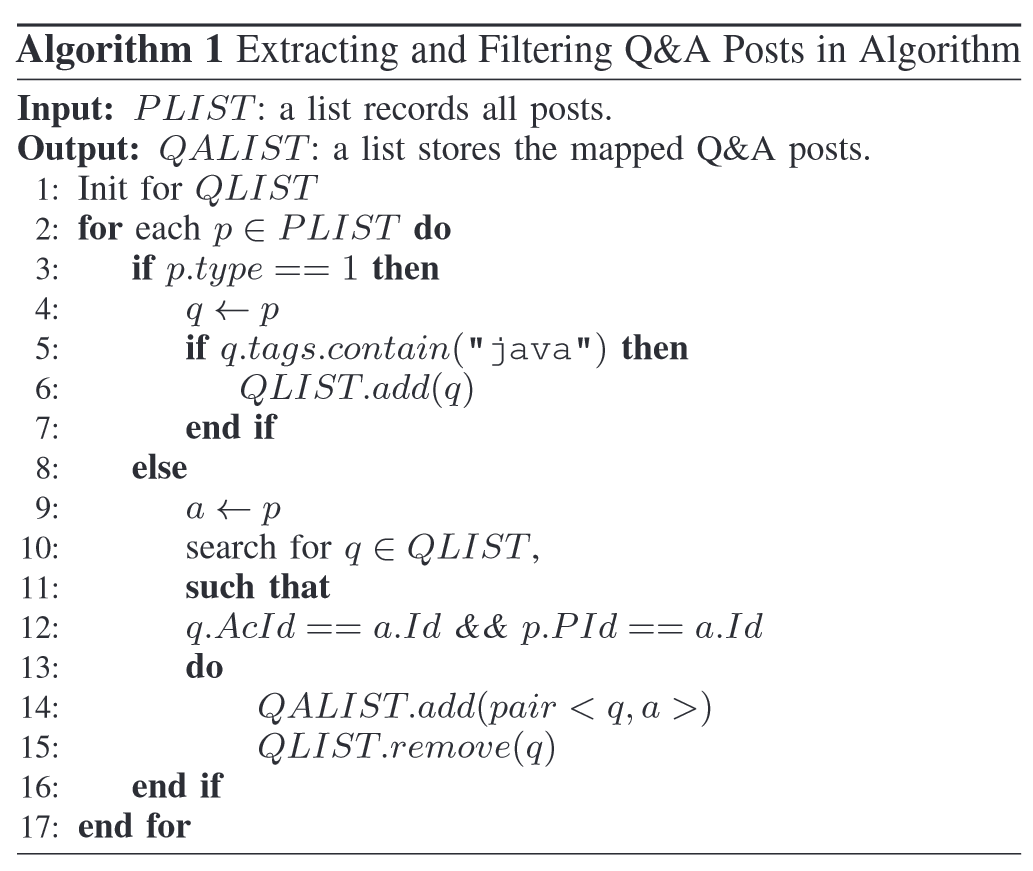 Algorithm 1 Extracting and Filtering Q&A Posts in Algorithm
Input: PLIST: a list records all posts.
Output: QALIST: a list stores the mapped Q&A posts.
1: Init for QLIST
2: for each p ∈ PLIST do
3: if p.type == 1 then
4: q ← p
5: if q.tags.contain("java") then
6: QLIST.add(q)
7: end if
8: else
9: a ← p
10: search for q ∈ QLIST,
11: such that
12: q.AcId == a.Id && p.PId == a.Id
13: do
14: QALIST.add(pair < q, a >)
15: QLIST.remove(q)
16: end if
17: end for